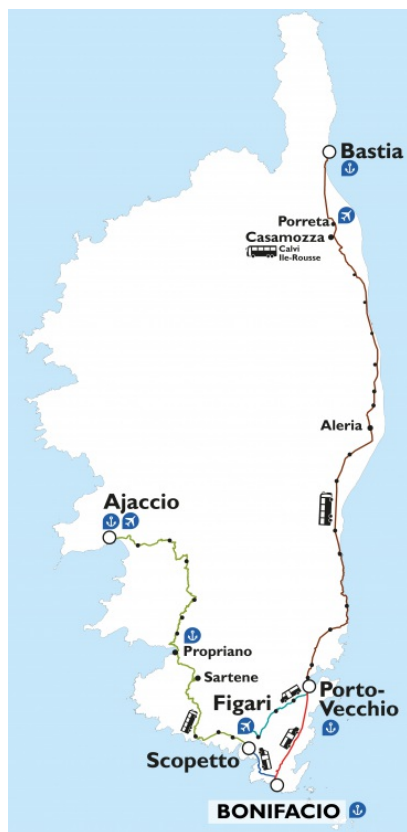 Bastia
Porreta
Casamozza
Calvi
Ile-Rousse
Aleria
Ajaccio
Propriano
Sartene
Figari
Porto-
Vecchio
Scopetto
BONIFACIO